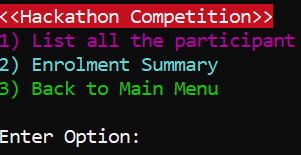 <<Hackathon Competition>>
1) List all the participant
2) Enrolment Summary
3) Back to Main Menu
Enter Option: